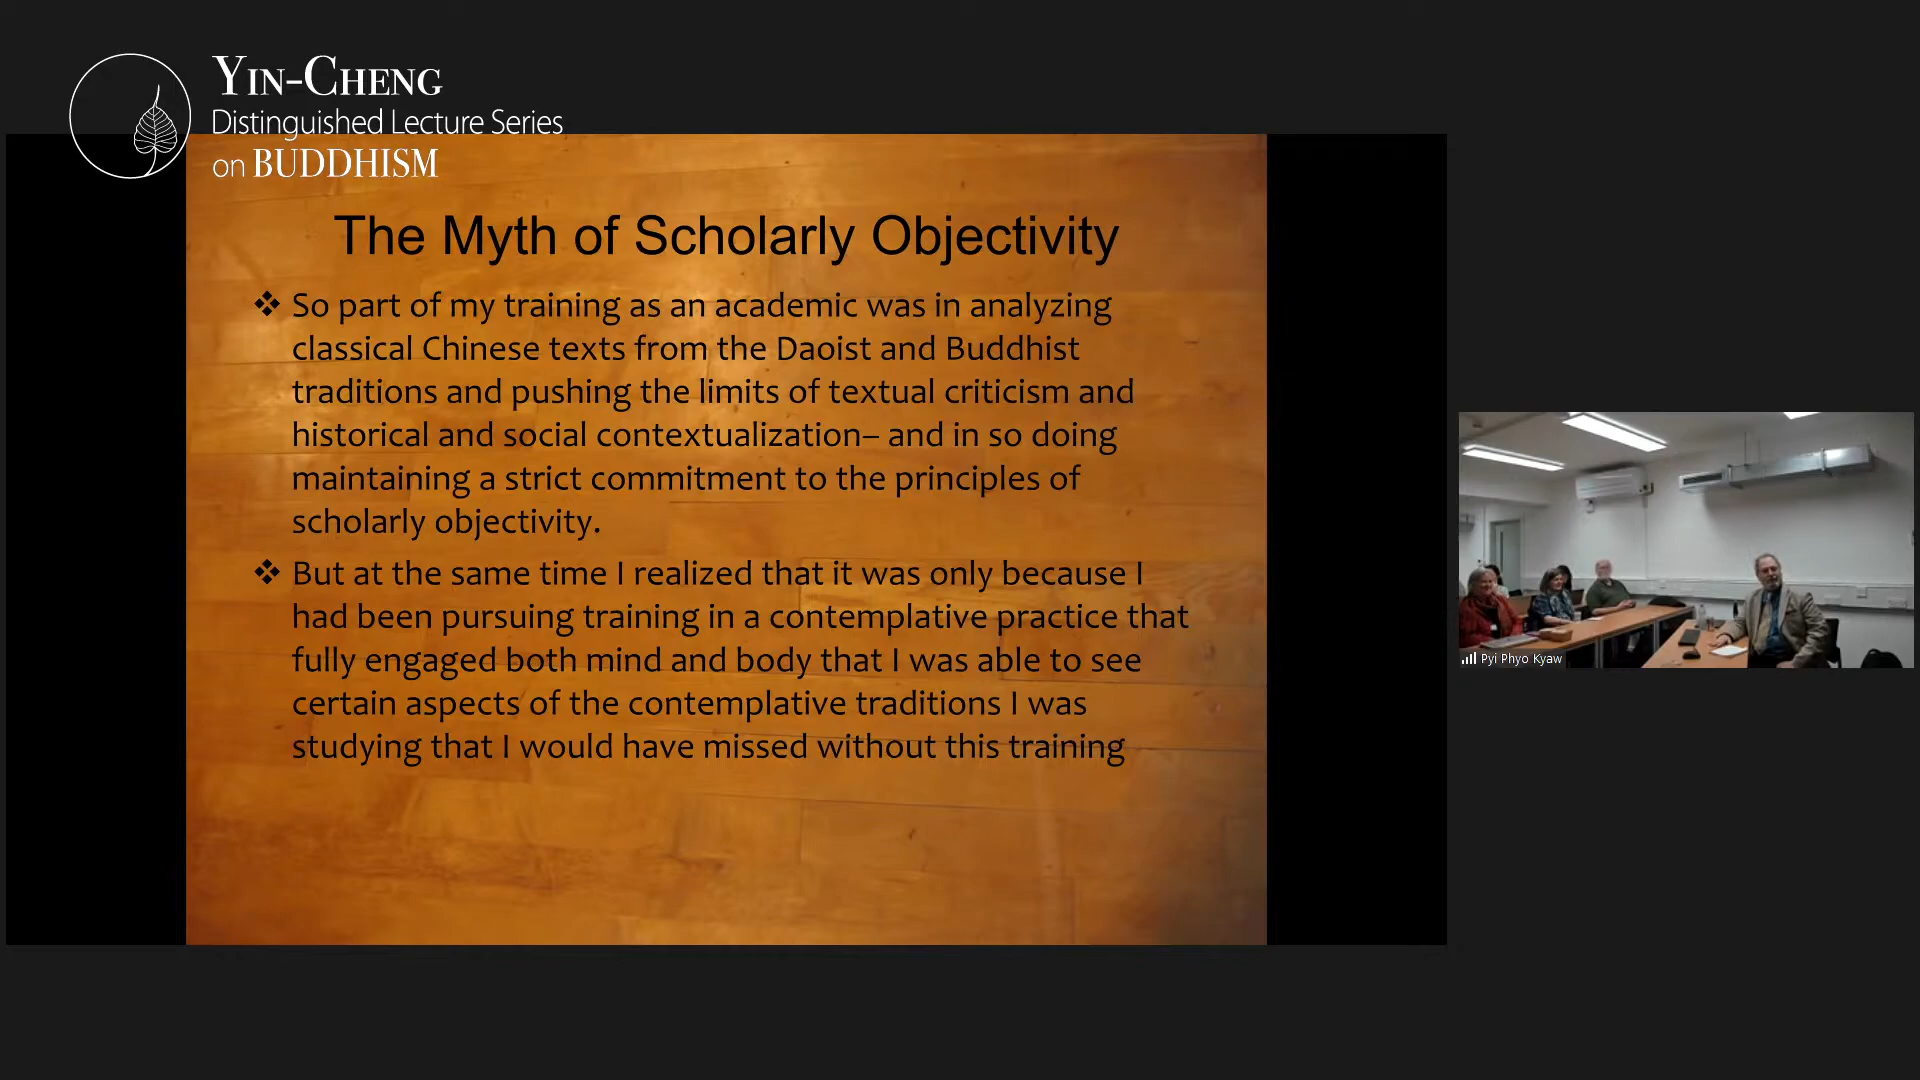 YIN-CHENG
Distinguished Lecture Series
on BUDDHISM
The Myth of Scholarly Objectivity
❖ So part of my training as an academic was in analyzing
classical Chinese texts from the Daoist and Buddhist
traditions and pushing the limits of textual criticism and
historical and social contextualization– and in so doing
maintaining a strict commitment to the principles of
scholarly objectivity.
❖ But at the same time I realized that it was only because I
had been pursuing training in a contemplative practice that
fully engaged both mind and body that I was able to see
certain aspects of the contemplative traditions I was
studying that I would have missed without this training
Pyi Phyo Kyaw